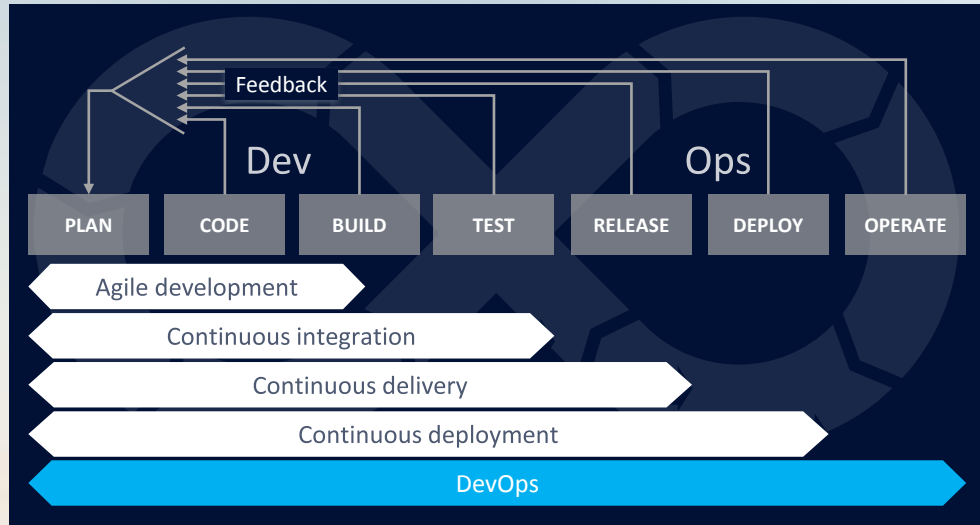 Feedback
Dev
Ops
PLAN
CODE
BUILD
TEST
RELEASE
DEPLOY
OPERATE
Agile development
Continuous integration
Continuous delivery
Continuous deployment
DevOps